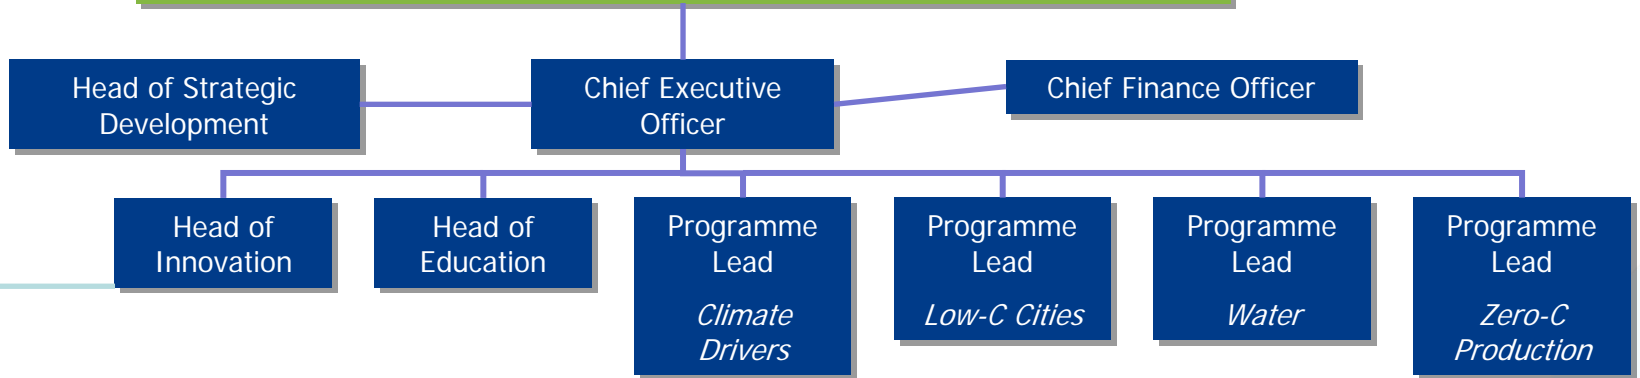 Head of Strategic
Development
Chief Executive
Officer
Chief Finance Officer
Head of
Innovation
Head of
Education
Programme
Lead
Climate
Drivers
Programme
Lead
Low-C Cities
Programme
Lead
Water
Programme
Lead
Zero-C
Production